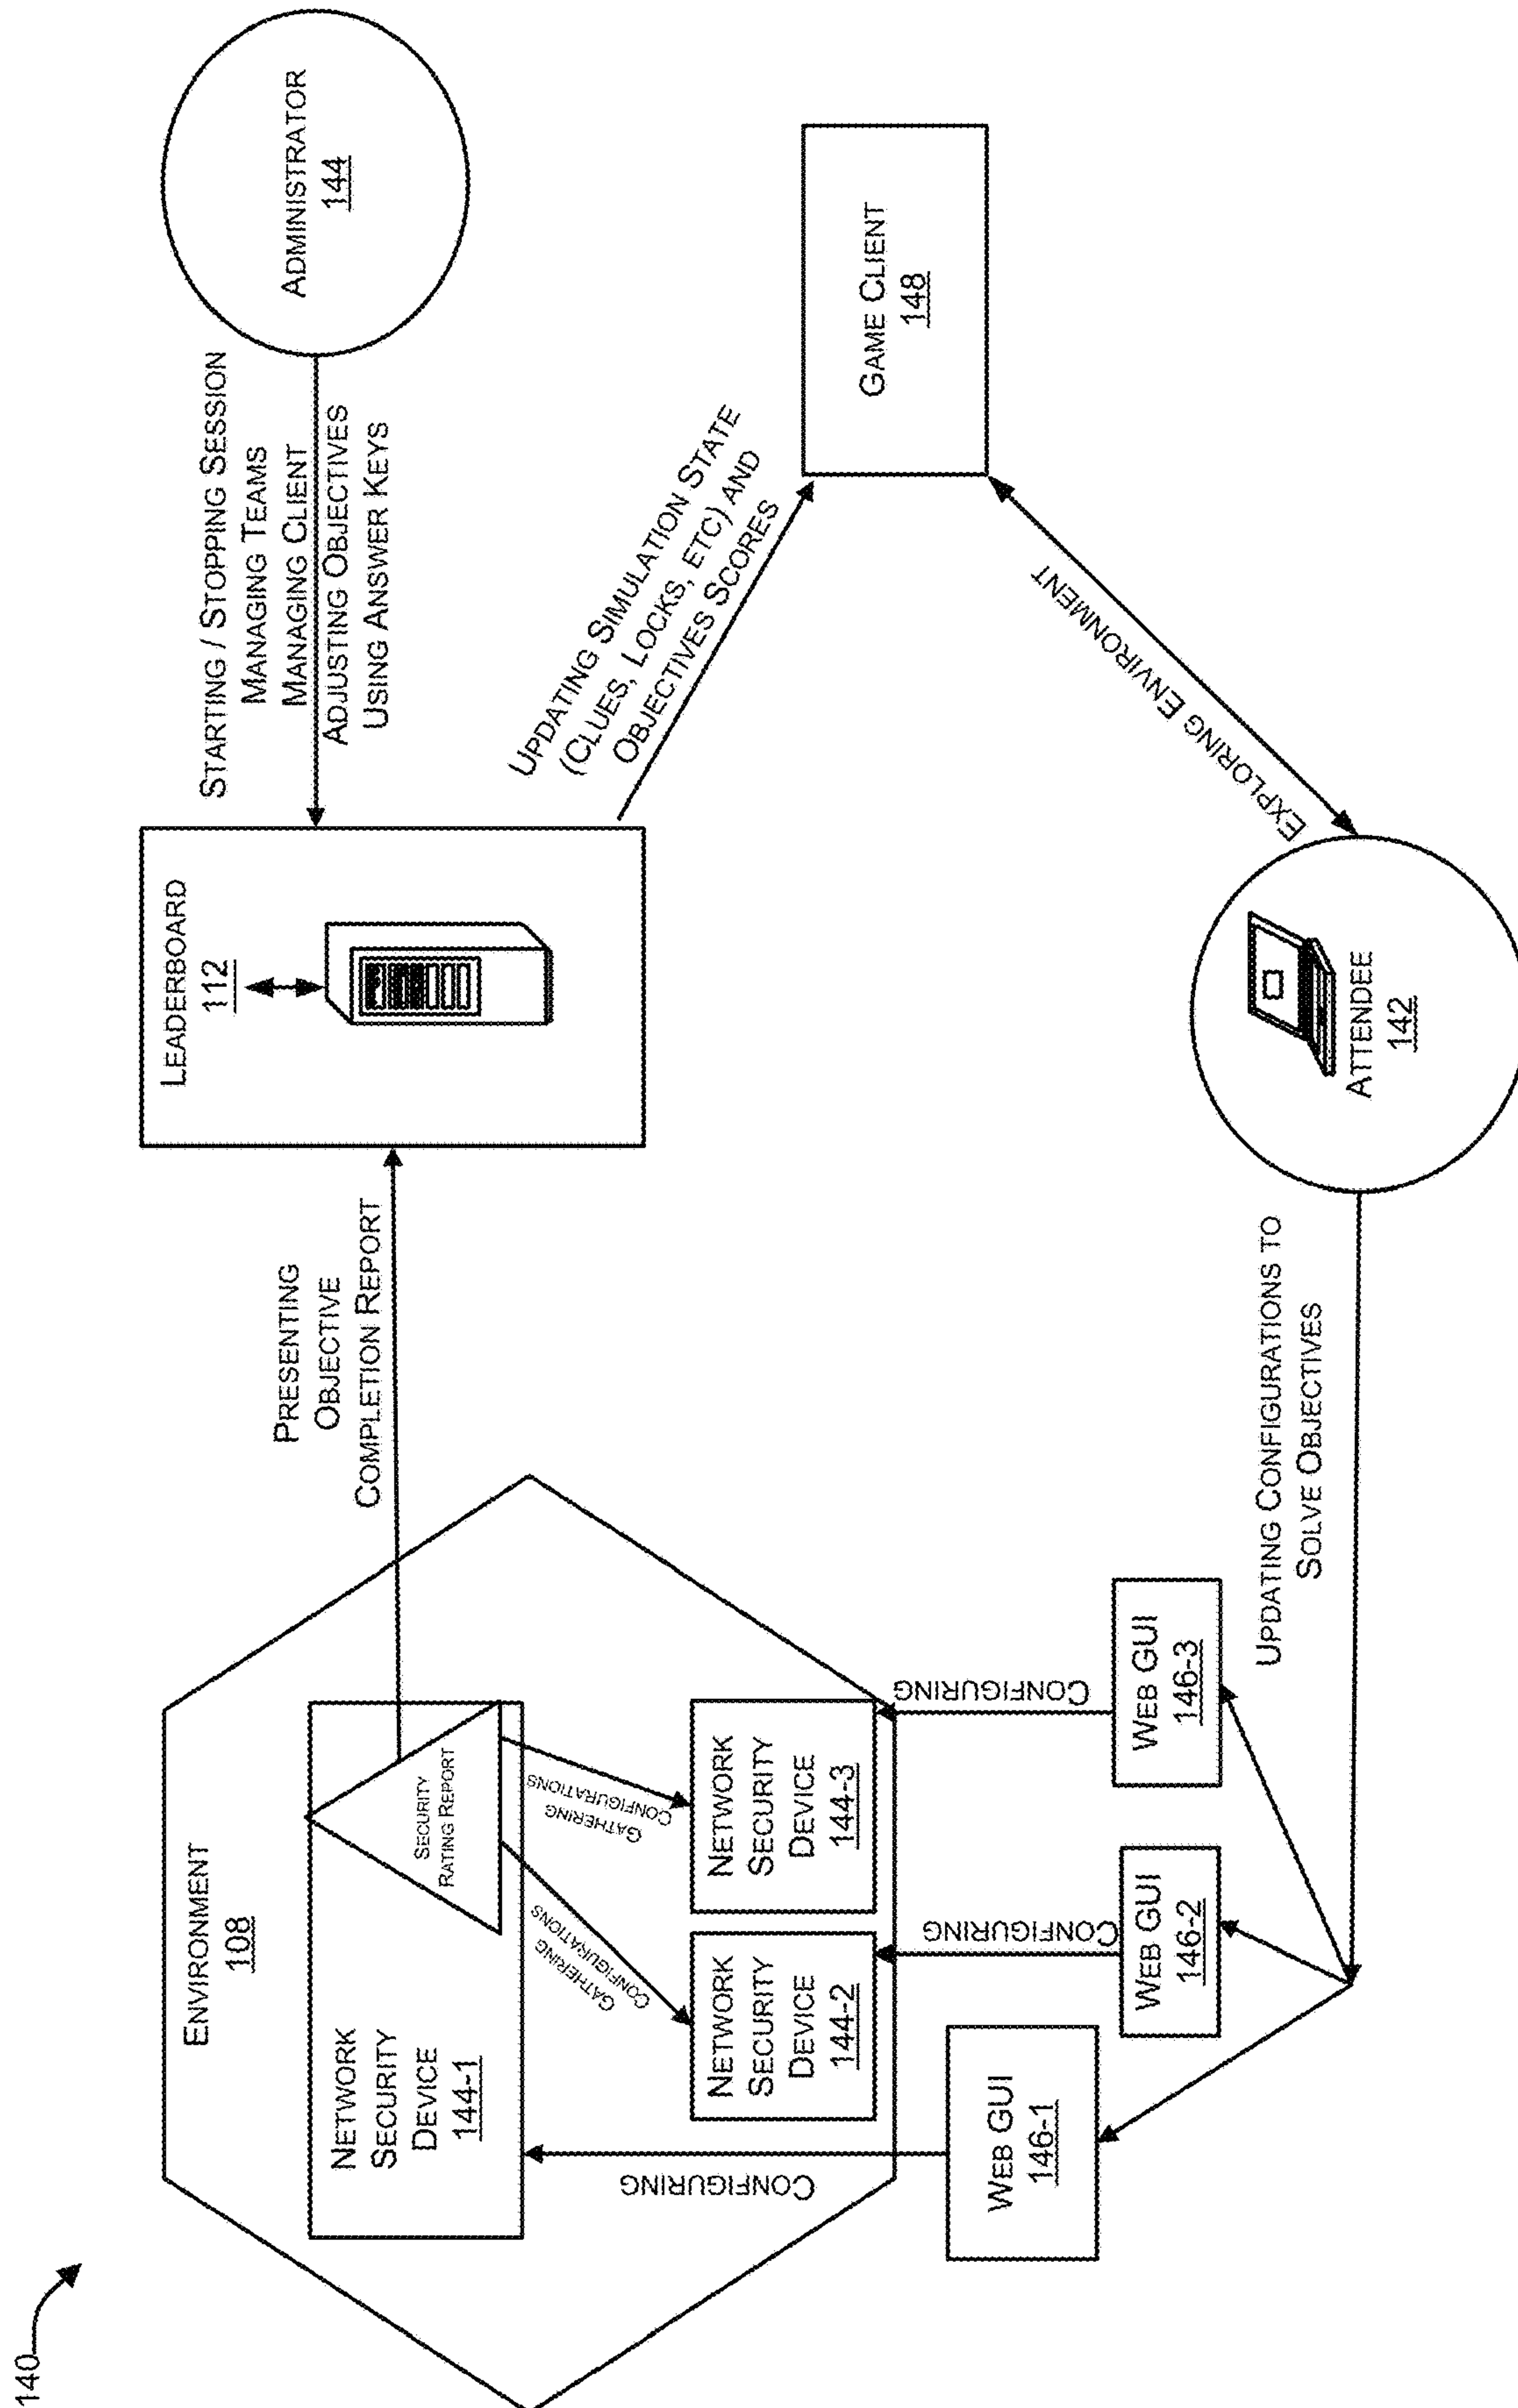 140
ENVIRONMENT
108
NETWORK
SECURITY
DEVICE
144-1
SECURITY
RATING REPORT
GATHERING
CONFIGURATIONS
GATHERING
CONFIGURATIONS
NETWORK
SECURITY
DEVICE
144-2
NETWORK
SECURITY
DEVICE
144-3
CONFIGURING
CONFIGURING
CONFIGURING
WEB GUI
146-1
WEB GUI
146-2
WEB GUI
146-3
PRESENTING
OBJECTIVE
COMPLETION REPORT
LEADERBOARD
112
STARTING / STOPPING SESSION
MANAGING TEAMS
MANAGING CLIENT
ADJUSTING OBJECTIVES
USING ANSWER KEYS
ADMINISTRATOR
144
UPDATING SIMULATION STATE
(CLUES, LOCKS, ETC) AND
OBJECTIVES SCORES
GAME CLIENT
148
EXPLORING ENVIRONMENT
ATTENDEE
142
UPDATING CONFIGURATIONS TO
SOLVE OBJECTIVES